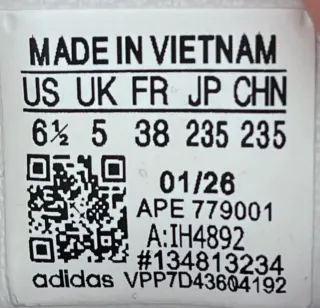 MADE IN VIETNAM
US UK FR JP CHN
6½ 5 38 235 235
01/26
APE 779001
A:IH4892
#134813234
adidas VPP7D43604192